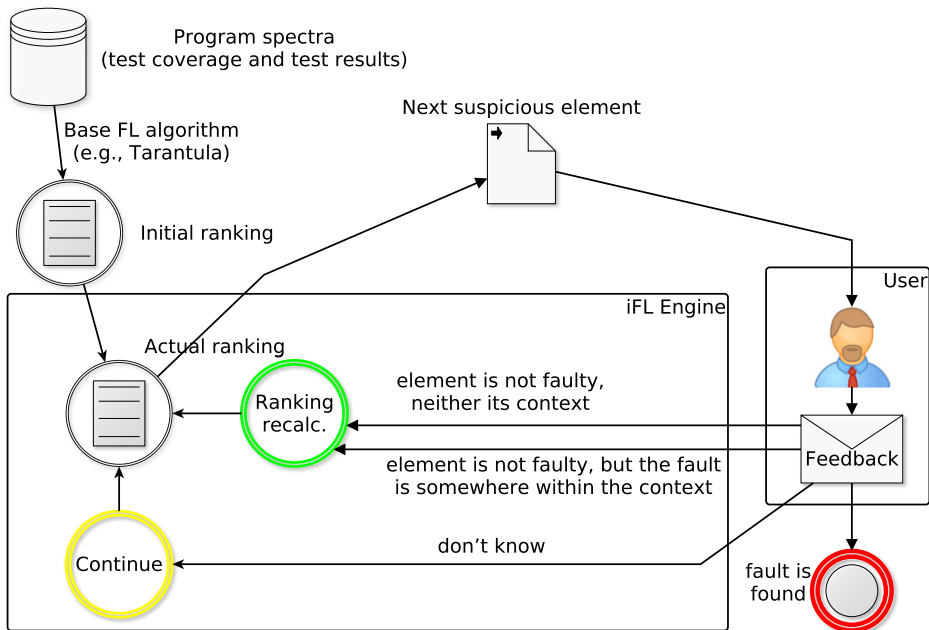 Program spectra
(test coverage and test results)
Base FL algorithm
(e.g., Tarantula)
Next suspicious element
Initial ranking
User
iFL Engine
Actual ranking
Ranking
recalc.
element is not faulty,
neither its context
element is not faulty, but the fault
is somewhere within the context
Feedback
don’t know
Continue
fault is
found